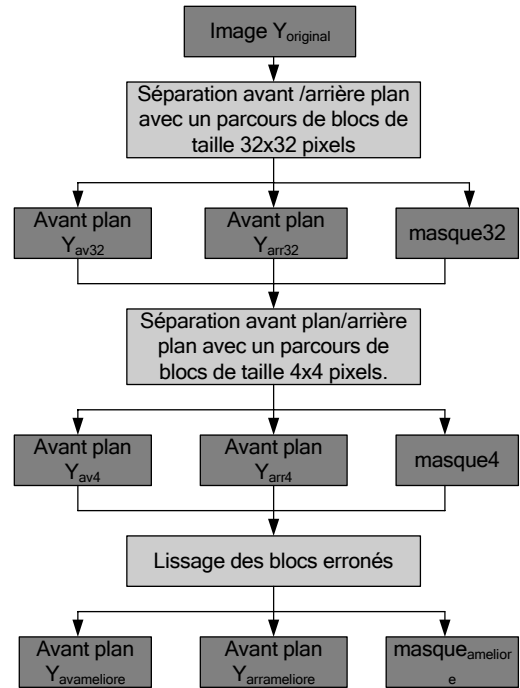 Image Yoriginal
Séparation avant /arrière plan
avec un parcours de blocs de
taille 32x32 pixels
Avant plan
Yav32
Avant plan
Yarr32
masque32
Séparation avant plan/arrière
plan avec un parcours de
blocs de taille 4x4 pixels.
Avant plan
Yav4
Avant plan
Yarr4
masque4
Lissage des blocs erronés
Avant plan
Yavameliore
Avant plan
Yarrameliore
masqueamelior
e